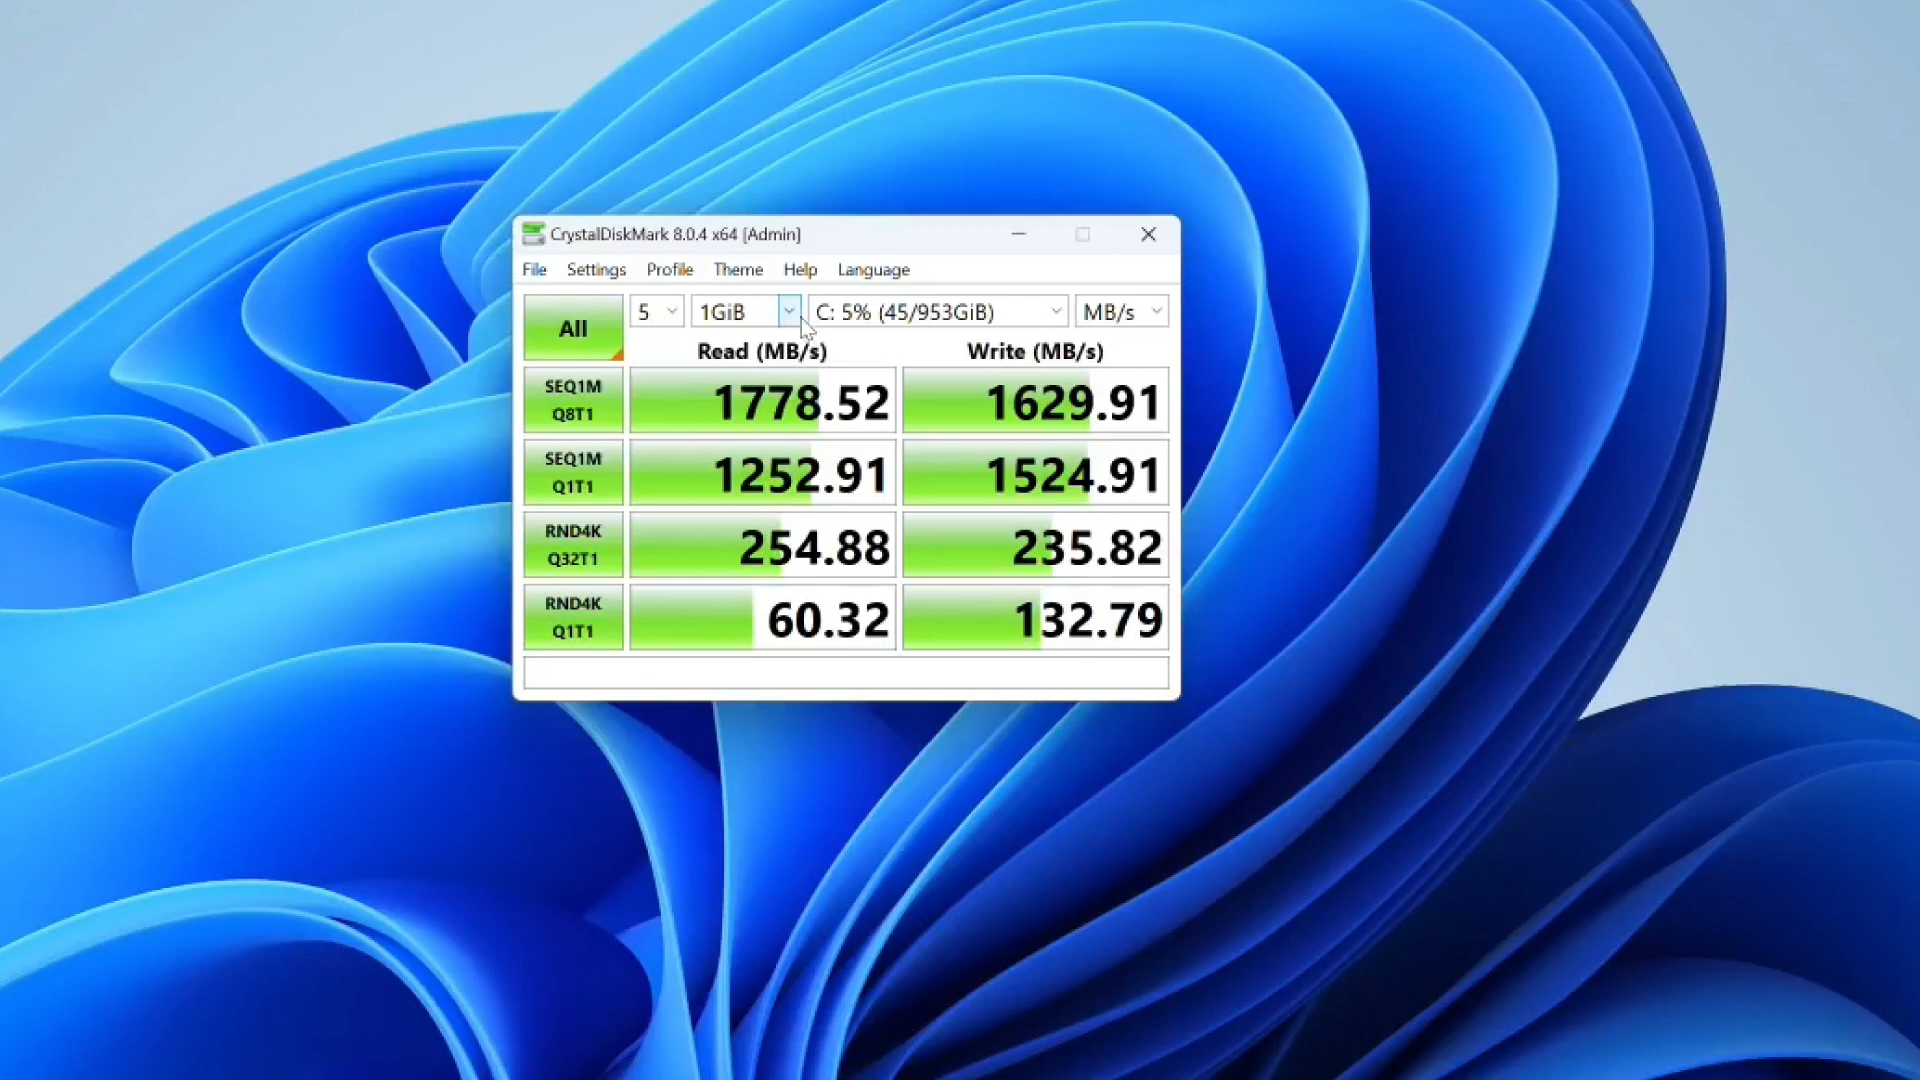 CrystalDiskMark 8.0.4 x64 [Admin]
File Settings Profile Theme Help Language
All 5 1GiB C: 5% (45/953GiB) MB/s
Read (MB/s) Write (MB/s)
SEQ1M
Q8T1
1778.52 1629.91
SEQ1M
Q1T1
1252.91 1524.91
RND4K
Q32T1
254.88 235.82
RND4K
Q1T1
60.32 132.79